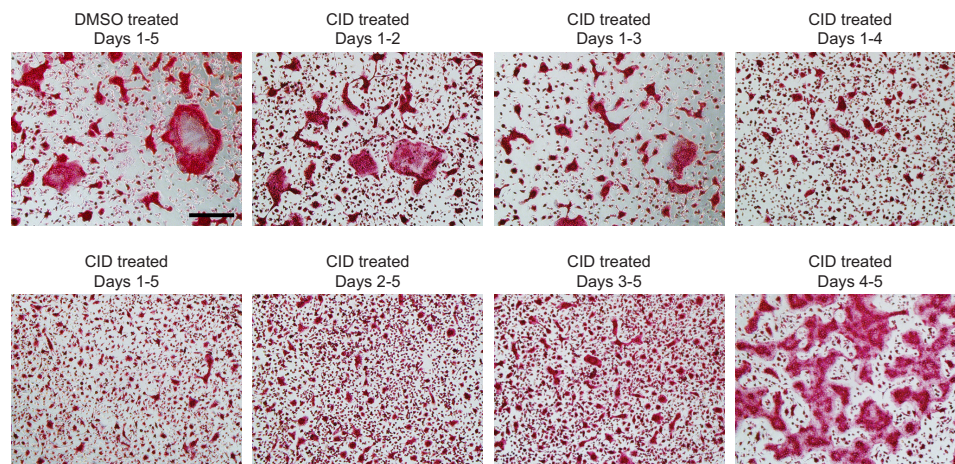 DMSO treated
Days 1-5
CID treated
Days 1-2
CID treated
Days 1-3
CID treated
Days 1-4
CID treated
Days 1-5
CID treated
Days 2-5
CID treated
Days 3-5
CID treated
Days 4-5